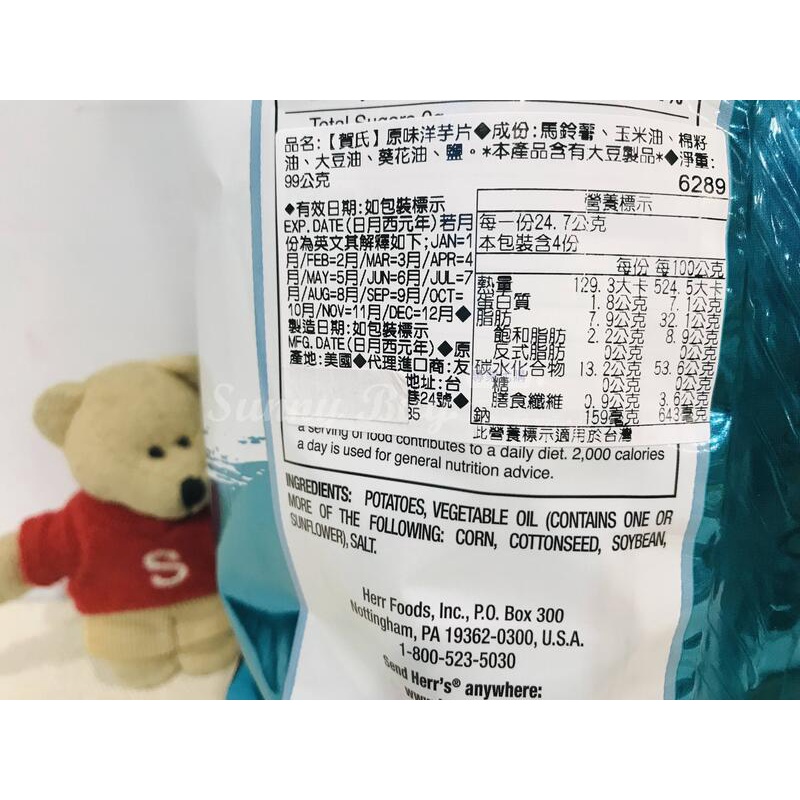 Total Sugars 0g
品名:【賀氏】原味洋芋片◆成份:馬鈴薯、玉米油、棉籽
油、大豆油、葵花油、鹽。*本產品含有大豆製品*◆淨重:
99公克
6289
◆有效日期:如包裝標示
EXP. DATE(日月西元年)若月
份為英文其解釋如下;JAN=1
月/FEB=2月/MAR=3月/APR=4
月/MAY=5月/JUN=6月/JUL=7
月/AUG=8月/SEP=9月/OCT=
10月/NOV=11月/DEC=12月◆
製造日期:如包裝標示
MFG. DATE(日月西元年)◆原
產地:美國◆代理進口商:友
地址:台
巷24號◆
35
營養標示
每一份24.7公克
本包裝含4份
每份 每100公克
熱量 129.3大卡 524.5大卡
蛋白質 1.8公克 7.1公克
脂肪 7.9公克 32.1公克
飽和脂肪 2.2公克 8.9公克
反式脂肪 0公克 0公克
碳水化合物 13.2公克 53.6公克
糖 0公克 0公克
膳食纖維 0.9公克 3.6公克
鈉 159毫克 643毫克
此營養標示適用於台灣
a serving of food contributes to a daily diet. 2,000 calories
a day is used for general nutrition advice.
INGREDIENTS: POTATOES, VEGETABLE OIL (CONTAINS ONE OR
MORE OF THE FOLLOWING: CORN, COTTONSEED, SOYBEAN,
SUNFLOWER), SALT.
Herr Foods, Inc., P.O. Box 300
Nottingham, PA 19362-0300, U.S.A.
1-800-523-5030
Send Herr's® anywhere:
S
Sunny